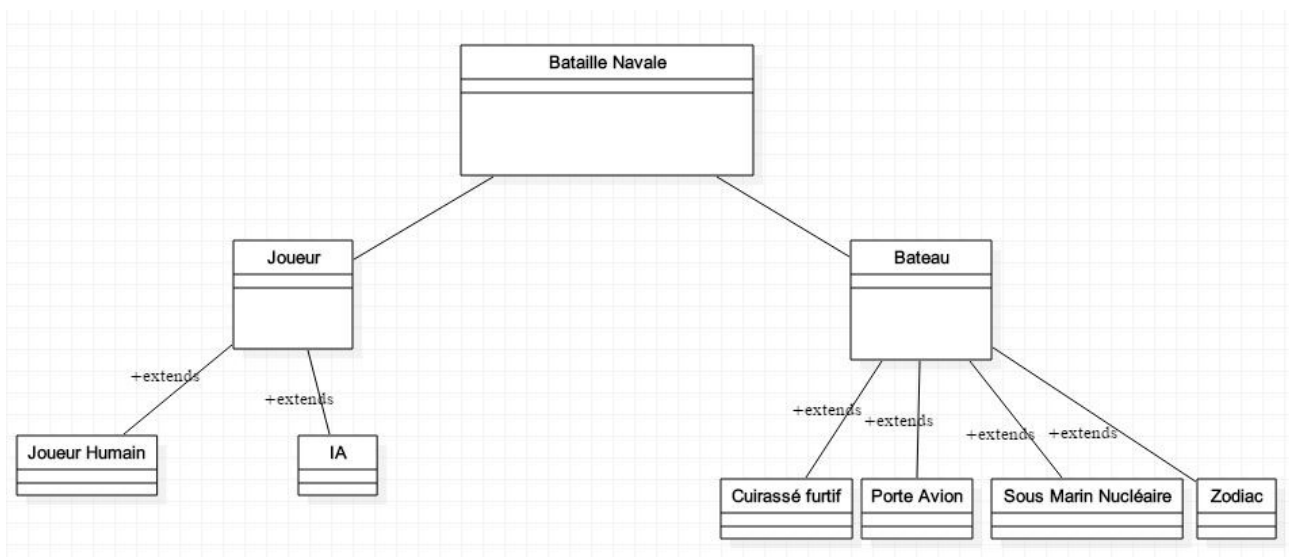 Bataille Navale
Joueur
Bateau
+extends
+extends
+extends
+extends
+extends
+extends
Joueur Humain
IA
Cuirassé furtif
Porte Avion
Sous Marin Nucléaire
Zodiac